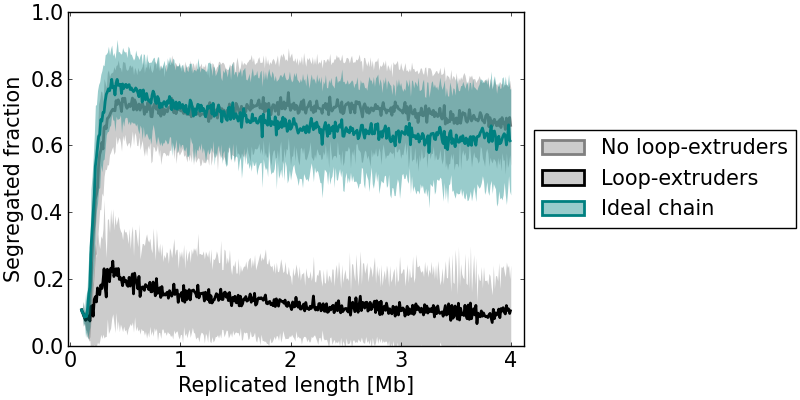 1.0
0.8
0.6
0.4
0.2
0.0
Segregated fraction
0 1 2 3 4
Replicated length [Mb]
No loop-extruders
Loop-extruders
Ideal chain